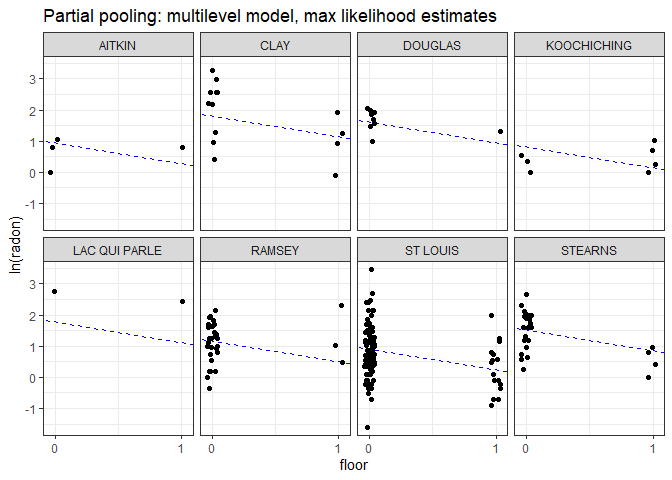 Partial pooling: multilevel model, max likelihood estimates
AITKIN
CLAY
DOUGLAS
KOOCHICHING
3
2
1
0
-1
ln(radon)
LAC QUI PARLE
RAMSEY
ST LOUIS
STEARNS
3
2
1
0
-1
0
1
0
1
0
1
0
1
floor